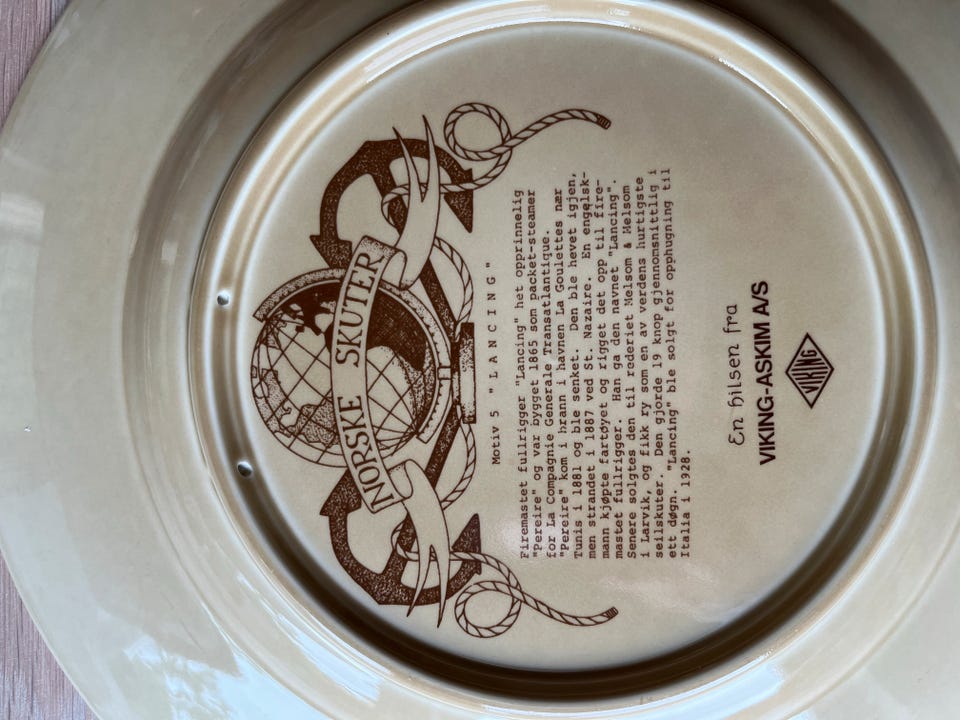 NORSKE SKUTER
Motiv 5 "LANCING"
Firemastet fullrigger "Lancing" het opprinnelig
"Pereire" og var bygget 1865 som packet-steamer
for La Compagnie Generale Transatlantique.
"Pereire" kom i brann i havnen La Goulettes nær
Tunis i 1881 og ble senket. Den ble hevet igjen,
men strandet i 1887 ved St. Nazaire. En engelsk-
mann kjøpte fartøyet og rigget det opp til fire-
mastet fullrigger. Han ga den navnet "Lancing".
Senere solgtes den til rederiet Melsom & Melsom
i Larvik, og fikk ry som en av verdens hurtigste
seilskuter. Den gjorde 19 knop gjennomsnittlig i
ett døgn. "Lancing" ble solgt for opphugning til
Italia i 1928.
En hilsen fra
VIKING-ASKIM A/S
VIKING